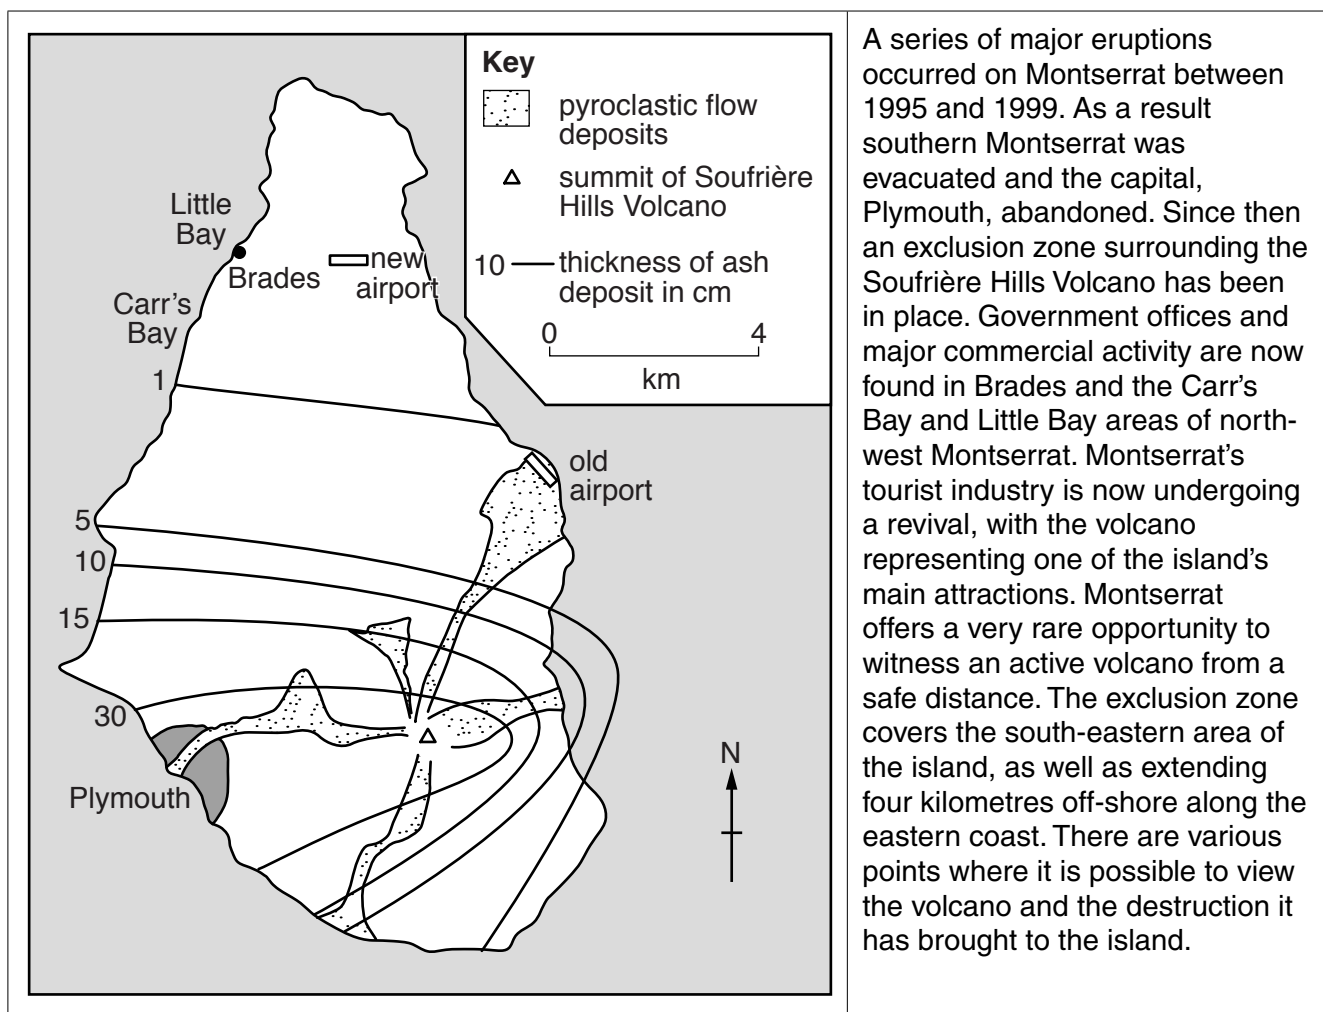 Key
pyroclastic flow
deposits
summit of Soufrière
Hills Volcano
10
thickness of ash
deposit in cm
0
4
km
Little
Bay
Brades
new
airport
Carr's
Bay
1
old
airport
5
10
15
30
Plymouth
N
A series of major eruptions
occurred on Montserrat between
1995 and 1999. As a result
southern Montserrat was
evacuated and the capital,
Plymouth, abandoned. Since then
an exclusion zone surrounding the
Soufrière Hills Volcano has been
in place. Government offices and
major commercial activity are now
found in Brades and the Carr's
Bay and Little Bay areas of north-
west Montserrat. Montserrat's
tourist industry is now undergoing
a revival, with the volcano
representing one of the island's
main attractions. Montserrat
offers a very rare opportunity to
witness an active volcano from a
safe distance. The exclusion zone
covers the south-eastern area of
the island, as well as extending
four kilometres off-shore along the
eastern coast. There are various
points where it is possible to view
the volcano and the destruction it
has brought to the island.